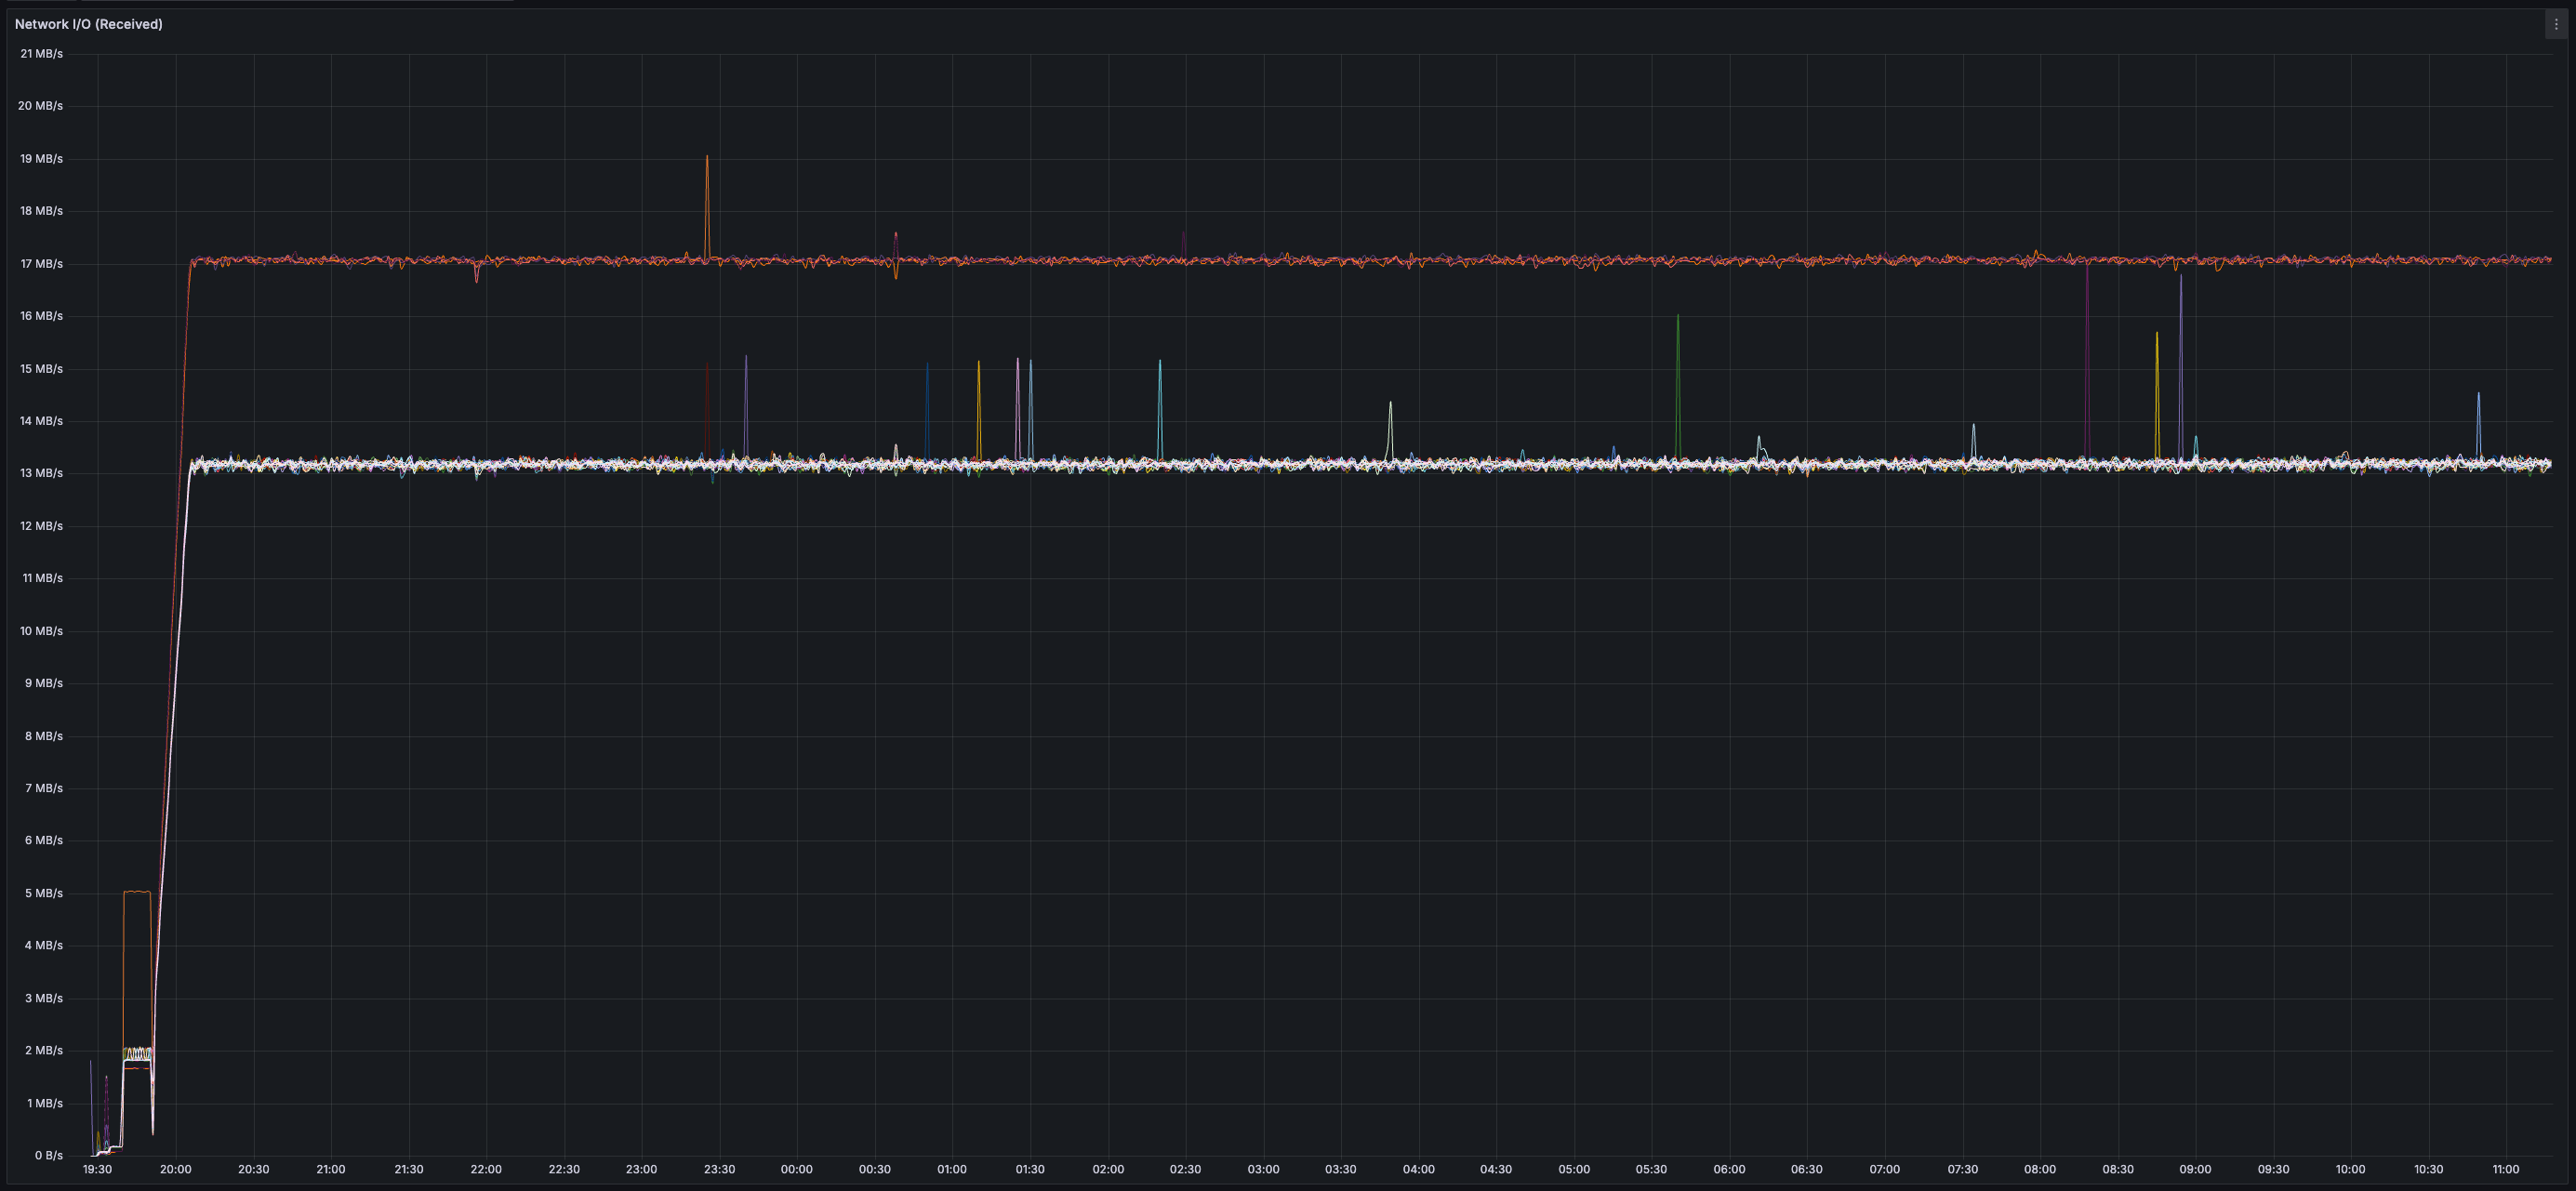 Network I/O (Received)
21 MB/s
20 MB/s
19 MB/s
18 MB/s
17 MB/s
16 MB/s
15 MB/s
14 MB/s
13 MB/s
12 MB/s
11 MB/s
10 MB/s
9 MB/s
8 MB/s
7 MB/s
6 MB/s
5 MB/s
4 MB/s
3 MB/s
2 MB/s
1 MB/s
0 B/s
19:30 20:00 20:30 21:00 21:30 22:00 22:30 23:00 23:30 00:00 00:30 01:00 01:30 02:00 02:30 03:00 03:30 04:00 04:30 05:00 05:30 06:00 06:30 07:00 07:30 08:00 08:30 09:00 09:30 10:00 10:30 11:00